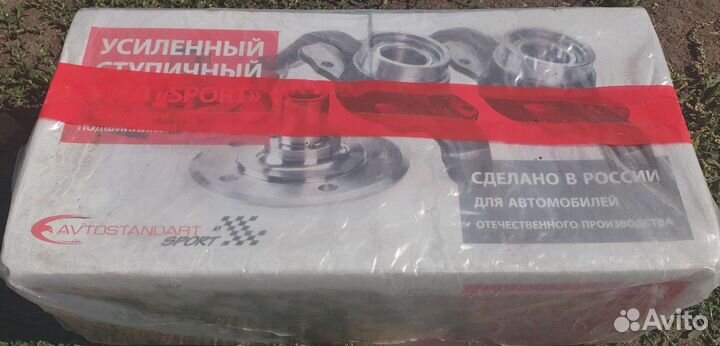 УСИЛЕННЫЙ
СТУПИЧНЫЙ
«SPORT»
СДЕЛАНО В РОССИИ
ДЛЯ АВТОМОБИЛЕЙ
ОТЕЧЕСТВЕННОГО ПРОИЗВОДСТВА
AVTOSTANDART
SPORT
Avito